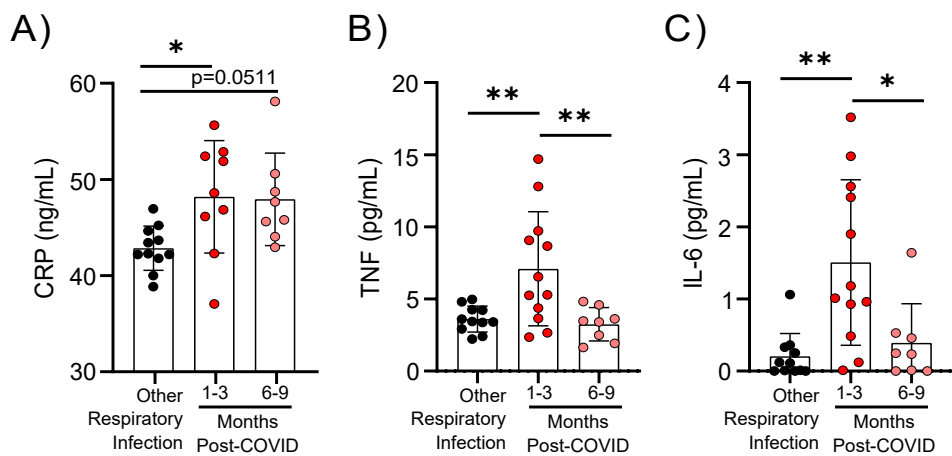 A)
CRP (ng/mL)
60
50
40
30
*
p=0.0511
Other
Respiratory
Infection
1-3
6-9
Months
Post-COVID
B)
TNF (pg/mL)
20
15
10
5
0
**
**
Other
Respiratory
Infection
1-3
6-9
Months
Post-COVID
C)
IL-6 (pg/mL)
4
3
2
1
0
**
*
Other
Respiratory
Infection
1-3
6-9
Months
Post-COVID